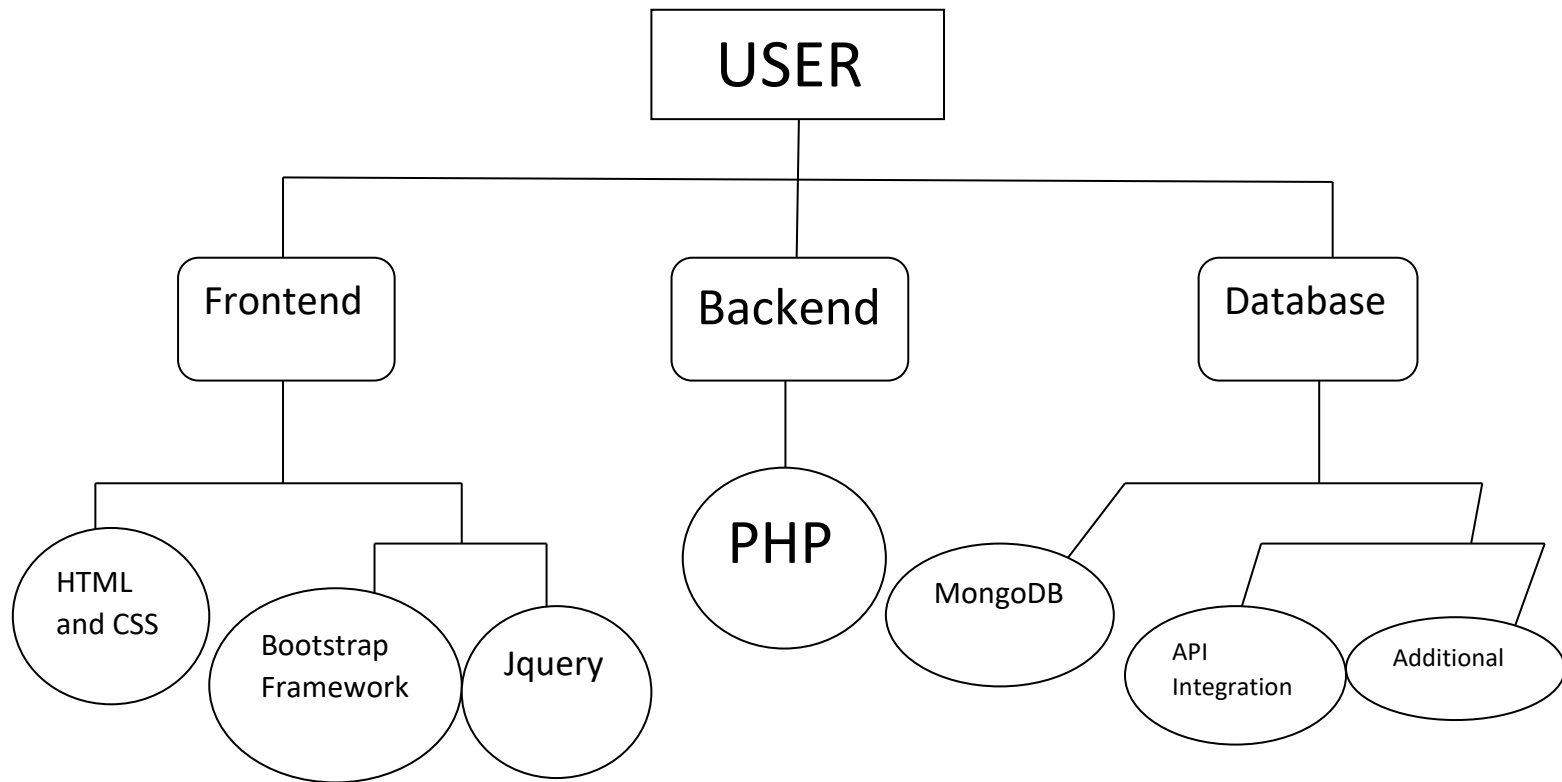 USER
Frontend
Backend
Database
HTML
and CSS
Bootstrap
Framework
Jquery
PHP
MongoDB
API
Integration
Additional